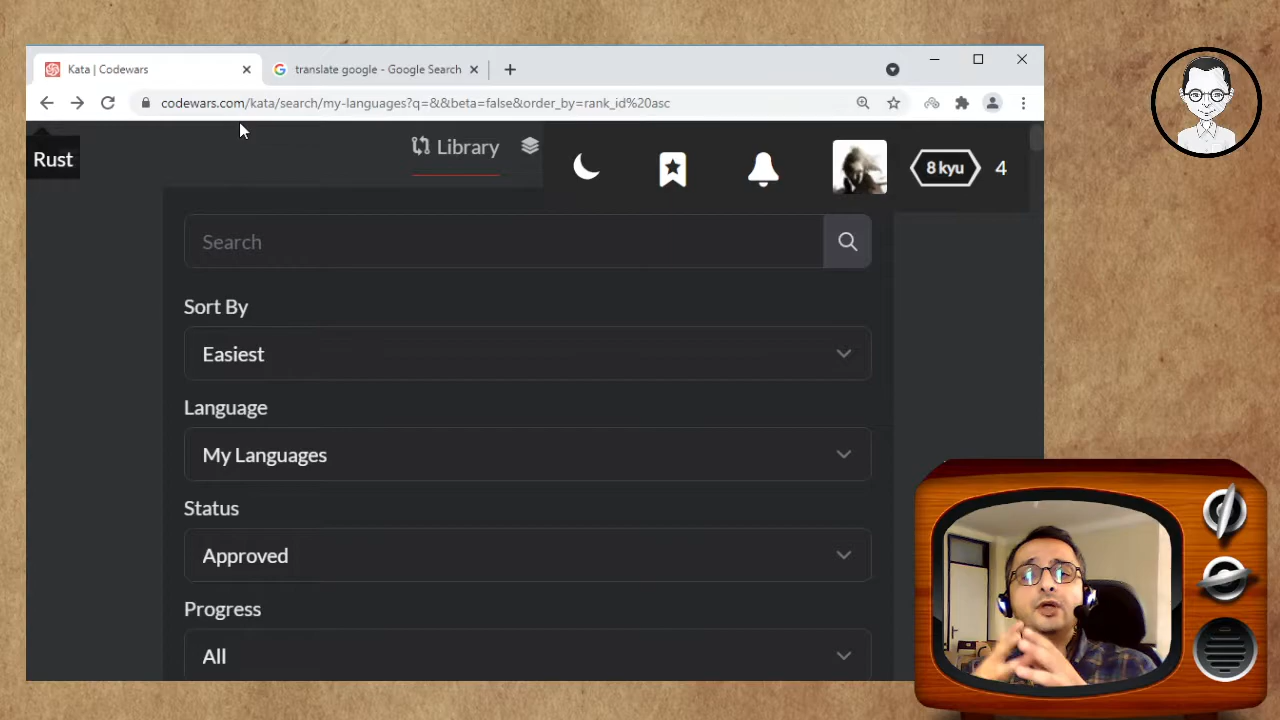 Kata | Codewars
translate google - Google Search
codewars.com/kata/search/my-languages?q=&&beta=false&order_by=rank_id%20asc
Rust
Library
8 kyu
4
Search
Sort By
Easiest
Language
My Languages
Status
Approved
Progress
All